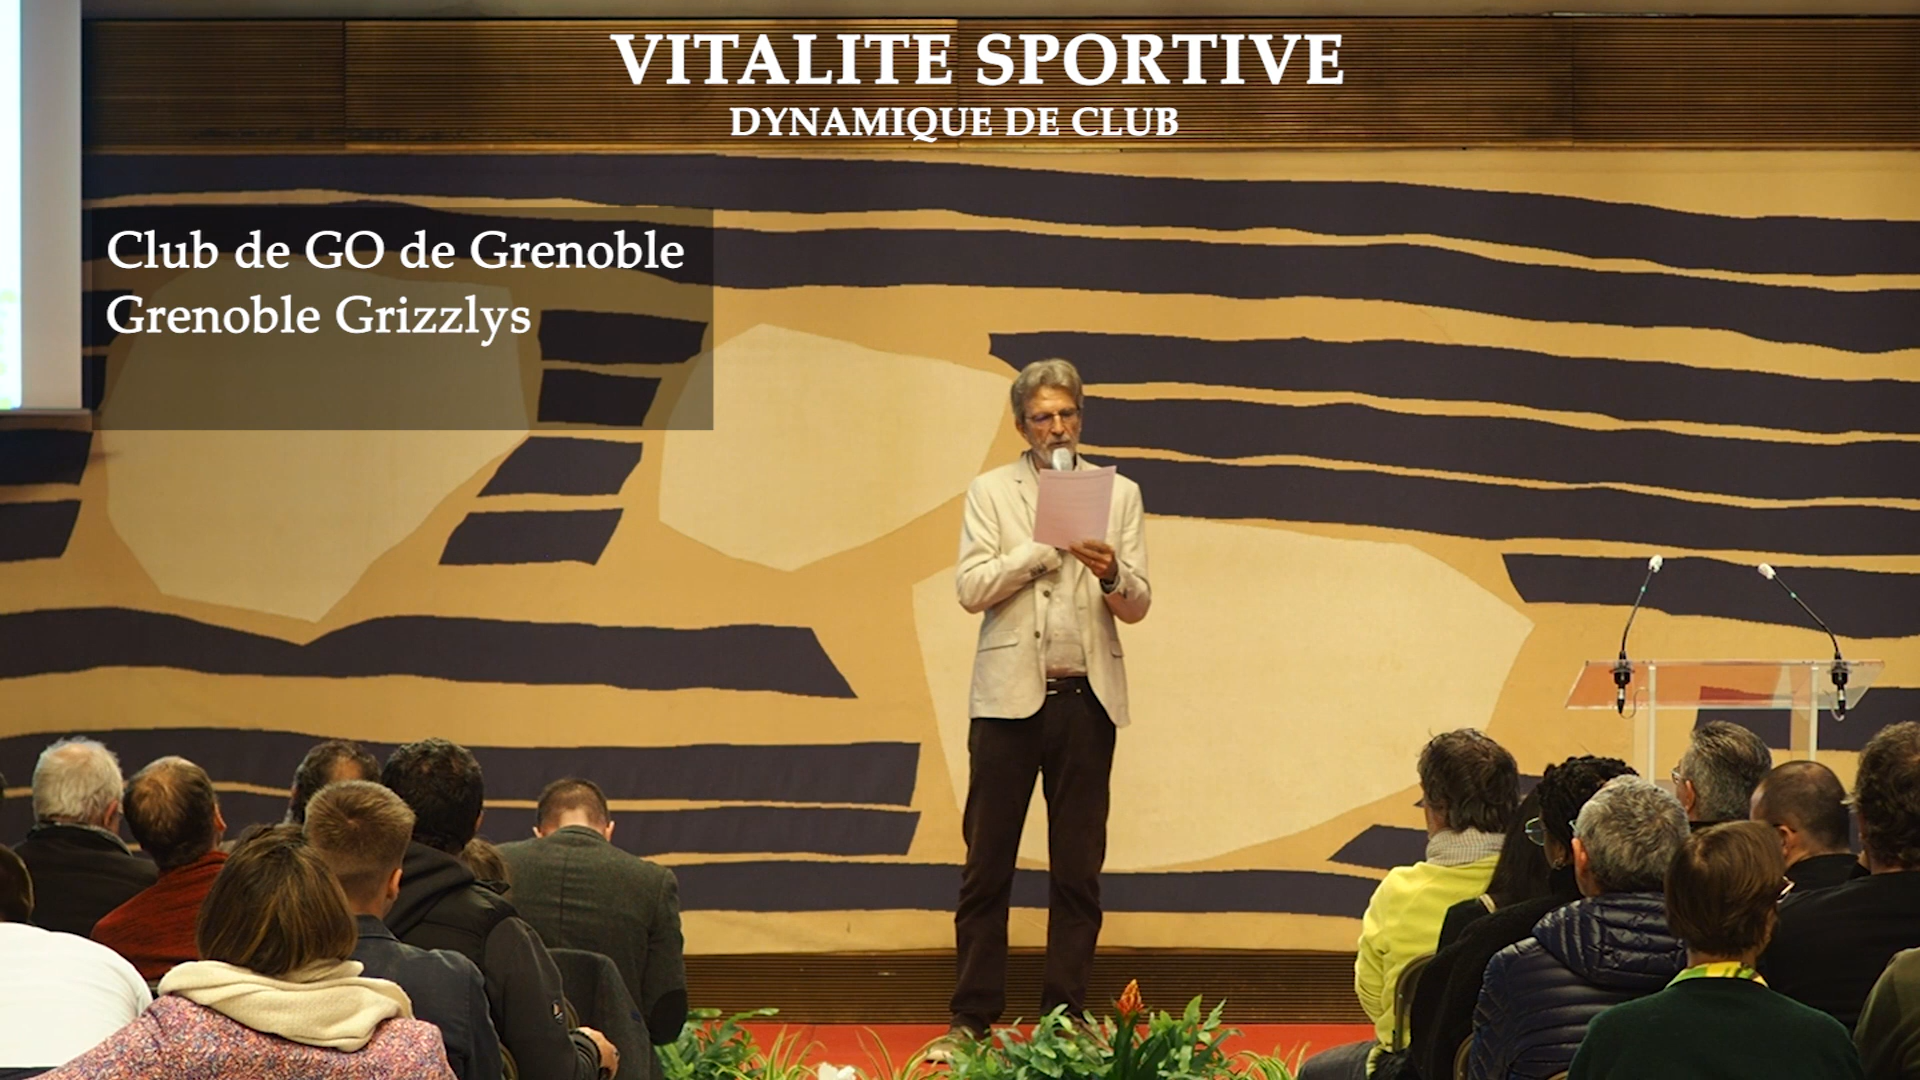 VITALITE SPORTIVE
DYNAMIQUE DE CLUB
Club de GO de Grenoble
Grenoble Grizzlys